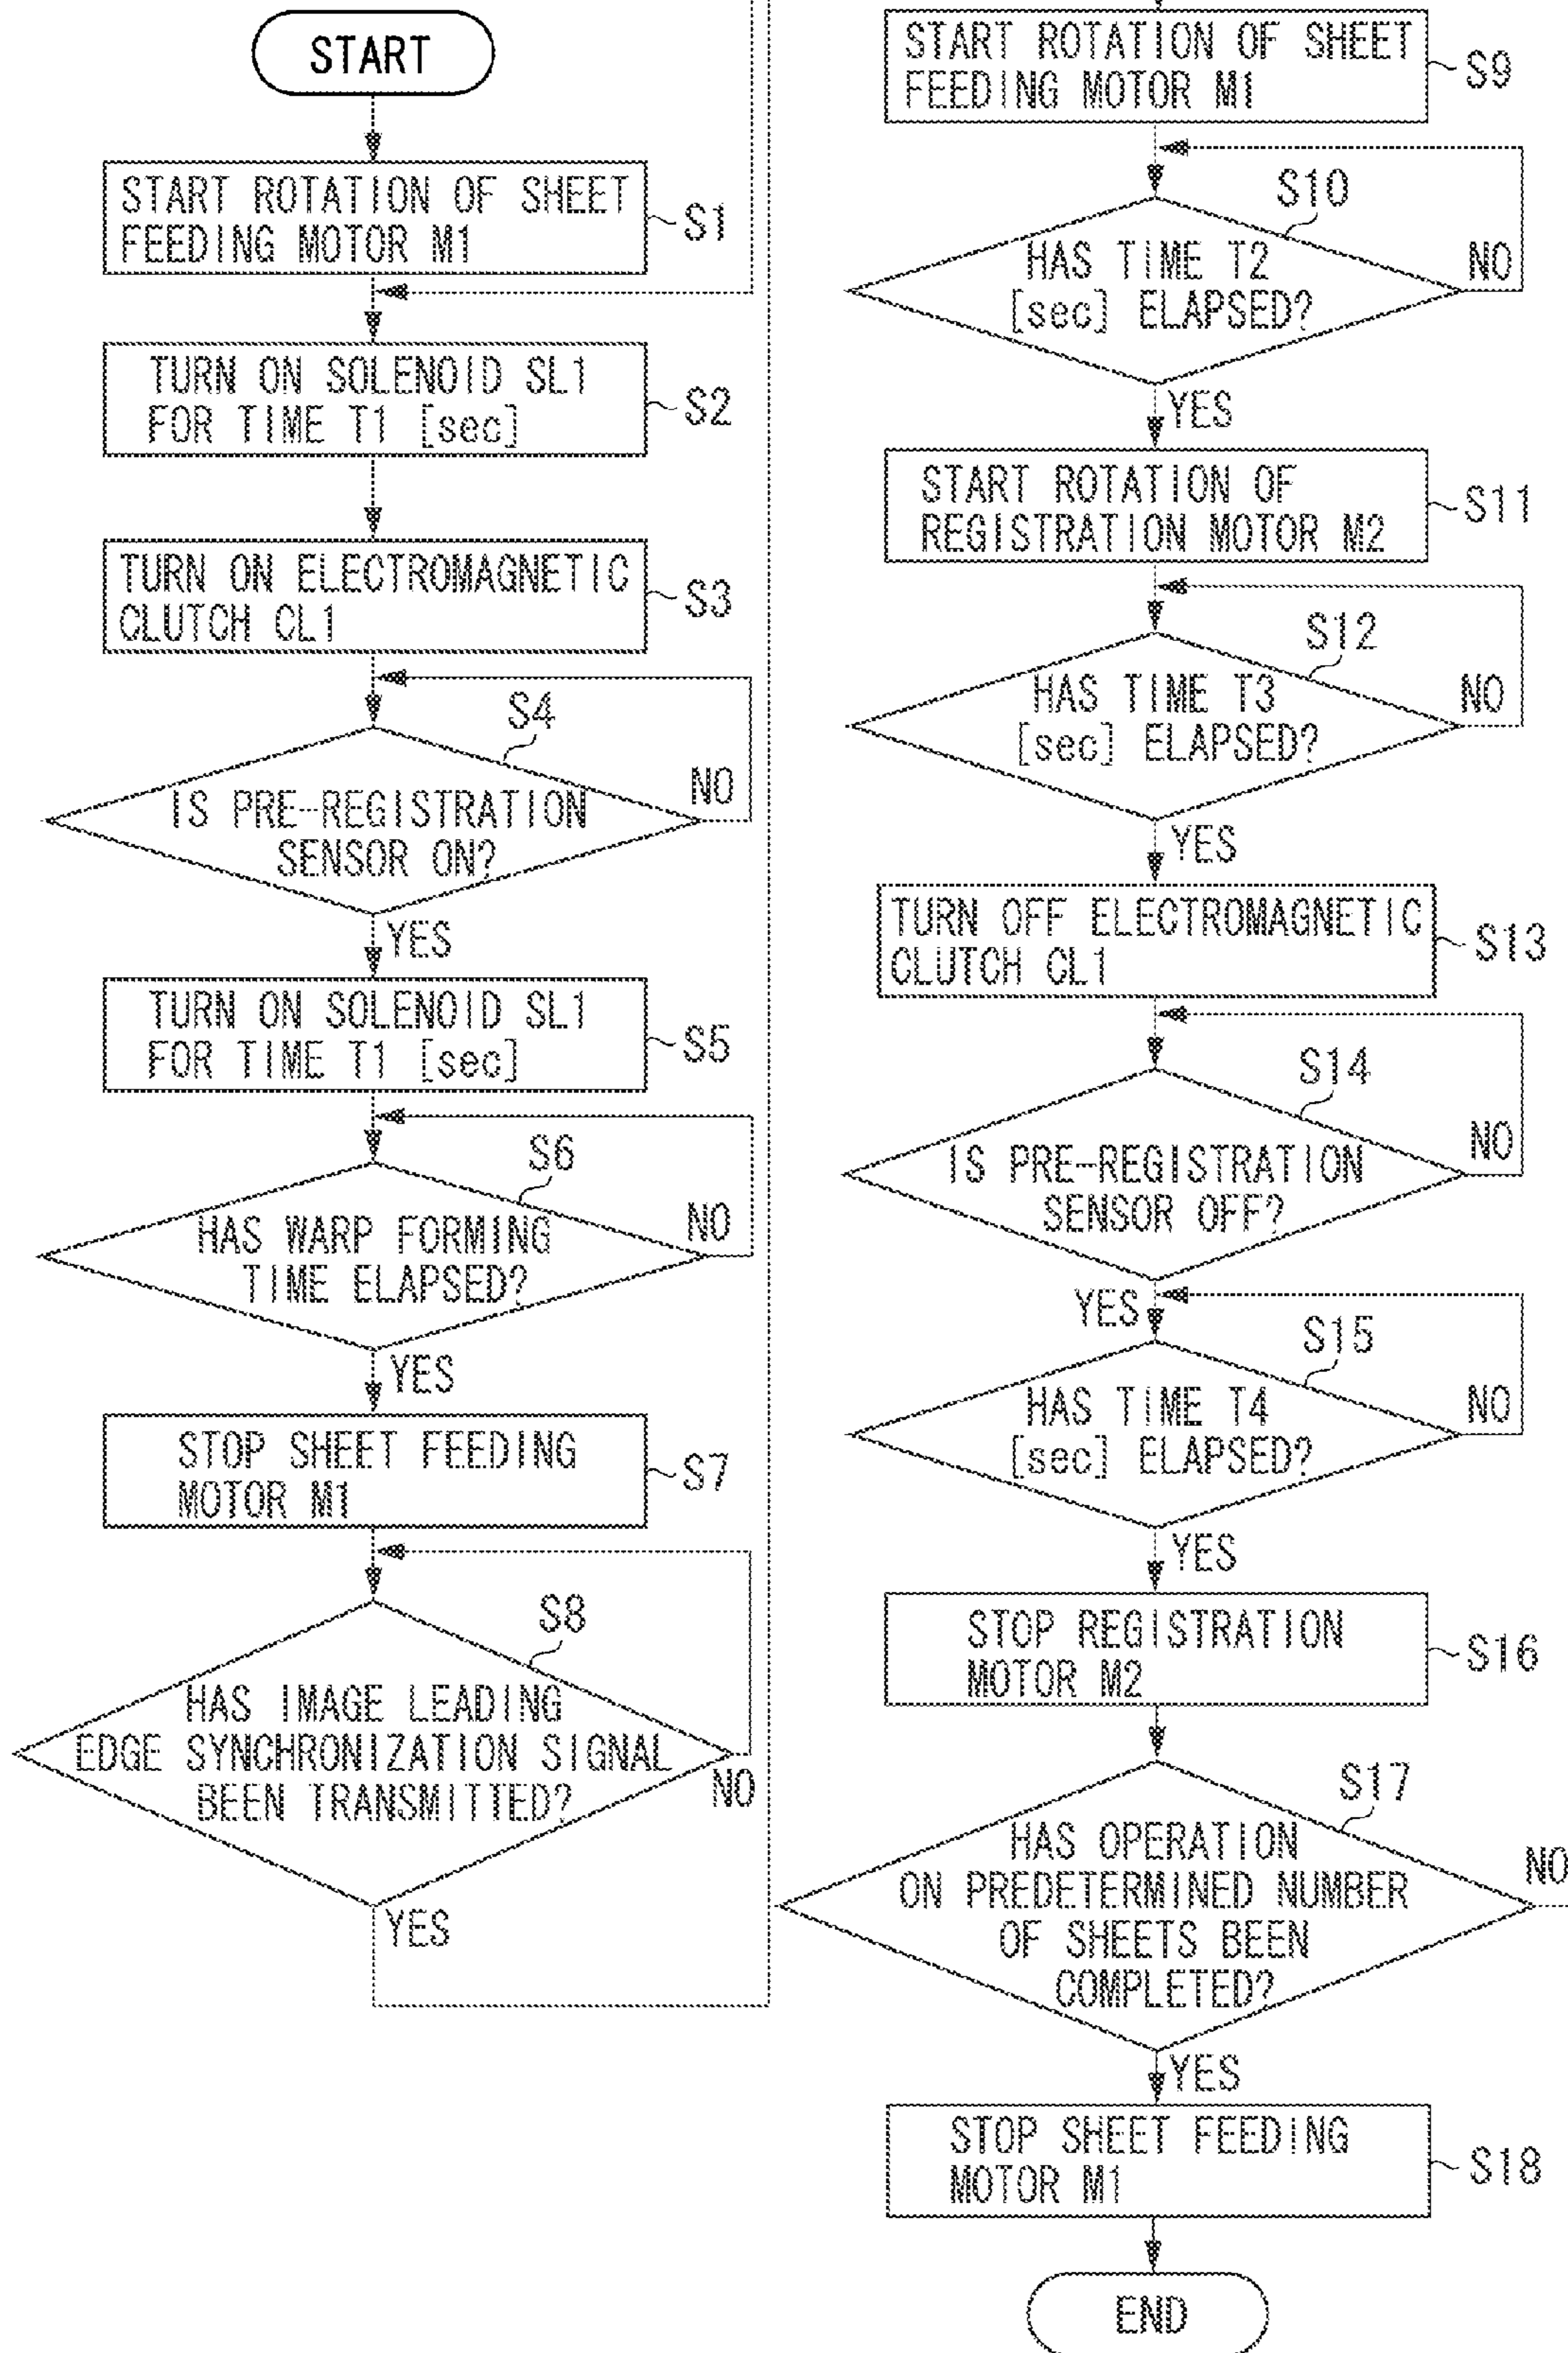 START
START ROTATION OF SHEET
FEEDING MOTOR M1
S1
TURN ON SOLENOID SL1
FOR TIME T1 [sec]
S2
TURN ON ELECTROMAGNETIC
CLUTCH CL1
S3
S4
IS PRE-REGISTRATION
SENSOR ON?
NO
YES
TURN ON SOLENOID SL1
FOR TIME T1 [sec]
S5
S6
HAS WARP FORMING
TIME ELAPSED?
NO
YES
STOP SHEET FEEDING
MOTOR M1
S7
S8
HAS IMAGE LEADING
EDGE SYNCHRONIZATION SIGNAL
BEEN TRANSMITTED?
NO
YES
START ROTATION OF SHEET
FEEDING MOTOR M1
S9
S10
HAS TIME T2
[sec] ELAPSED?
NO
YES
START ROTATION OF
REGISTRATION MOTOR M2
S11
S12
HAS TIME T3
[sec] ELAPSED?
NO
YES
TURN OFF ELECTROMAGNETIC
CLUTCH CL1
S13
S14
IS PRE-REGISTRATION
SENSOR OFF?
NO
YES
S15
HAS TIME T4
[sec] ELAPSED?
NO
YES
STOP REGISTRATION
MOTOR M2
S16
S17
HAS OPERATION
ON PREDETERMINED NUMBER
OF SHEETS BEEN
COMPLETED?
NO
YES
STOP SHEET FEEDING
MOTOR M1
S18
END